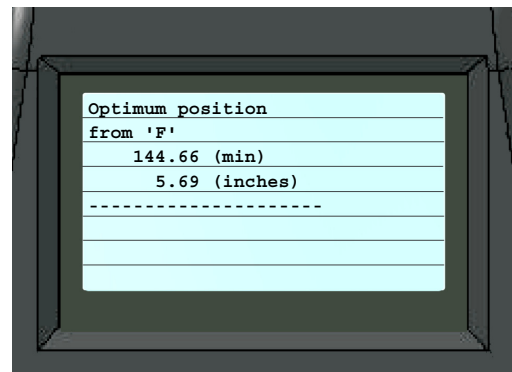 Optimum position
from 'F'
144.66 (min)
5.69 (inches)
---------------------